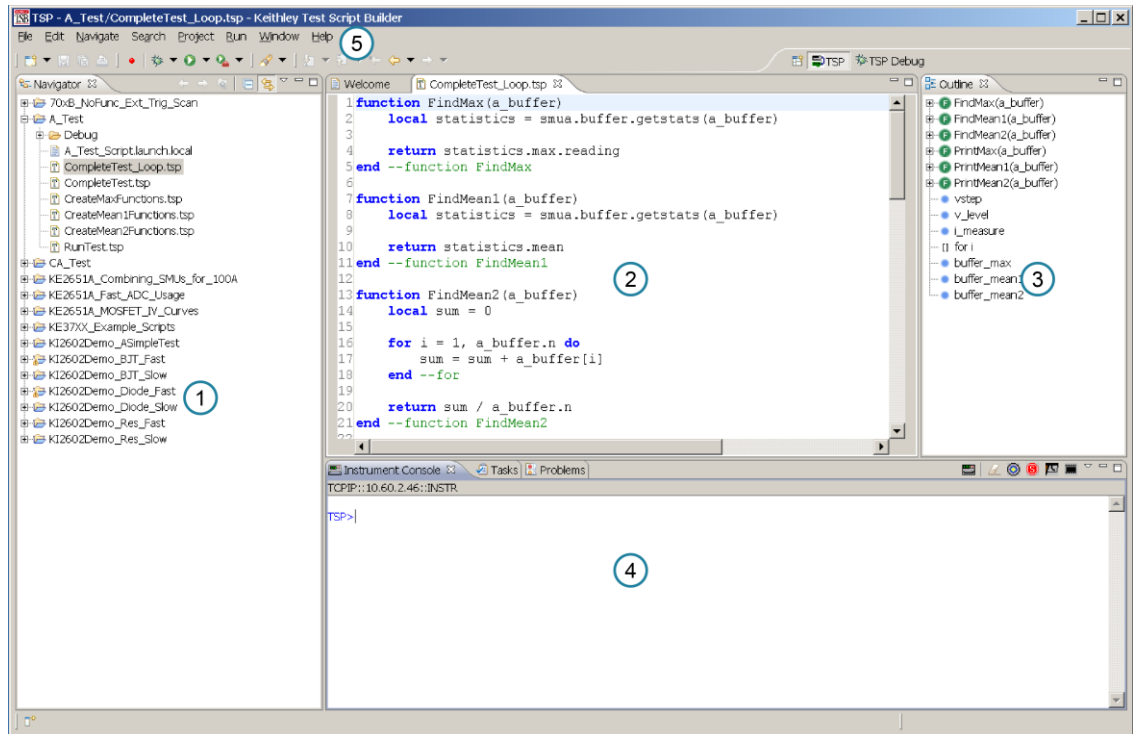 TSP - A_Test/CompleteTest_Loop.tsp - Keithley Test Script Builder
File Edit Navigate Search Project Run Window Help
5
TSP TSP Debug
Navigator
70xB_NoFunc_Ext_Trig_Scan
A_Test
Debug
A_Test_Script.launch.local
CompleteTest_Loop.tsp
CompleteTest.tsp
CreateMaxFunctions.tsp
CreateMean1Functions.tsp
CreateMean2Functions.tsp
RunTest.tsp
CA_Test
KE2651A_Combining_SMUs_for_100A
KE2651A_Fast_ADC_Usage
KE2651A_MOSFET_IV_Curves
KE37XX_Example_Scripts
KI2602Demo_ASimpleTest
KI2602Demo_BJT_Fast
KI2602Demo_BJT_Slow
KI2602Demo_Diode_Fast
KI2602Demo_Diode_Slow
KI2602Demo_Res_Fast
KI2602Demo_Res_Slow
1
Welcome CompleteTest_Loop.tsp
1 function FindMax(a_buffer)
2 local statistics = smua.buffer.getstats(a_buffer)
3
4 return statistics.max.reading
5 end --function FindMax
6
7 function FindMean1(a_buffer)
8 local statistics = smua.buffer.getstats(a_buffer)
9
10 return statistics.mean
11 end --function FindMean1
12
13 function FindMean2(a_buffer)
14 local sum = 0
15
16 for i = 1, a_buffer.n do
17 sum = sum + a_buffer[i]
18 end --for
19
20 return sum / a_buffer.n
21 end --function FindMean2
22
2
Outline
FindMax(a_buffer)
FindMean1(a_buffer)
FindMean2(a_buffer)
PrintMax(a_buffer)
PrintMean1(a_buffer)
PrintMean2(a_buffer)
vstep
v_level
i_measure
for i
buffer_max
buffer_mean1
buffer_mean2
3
Instrument Console Tasks Problems
TCPIP::10.60.2.46::INSTR
TSP>
4